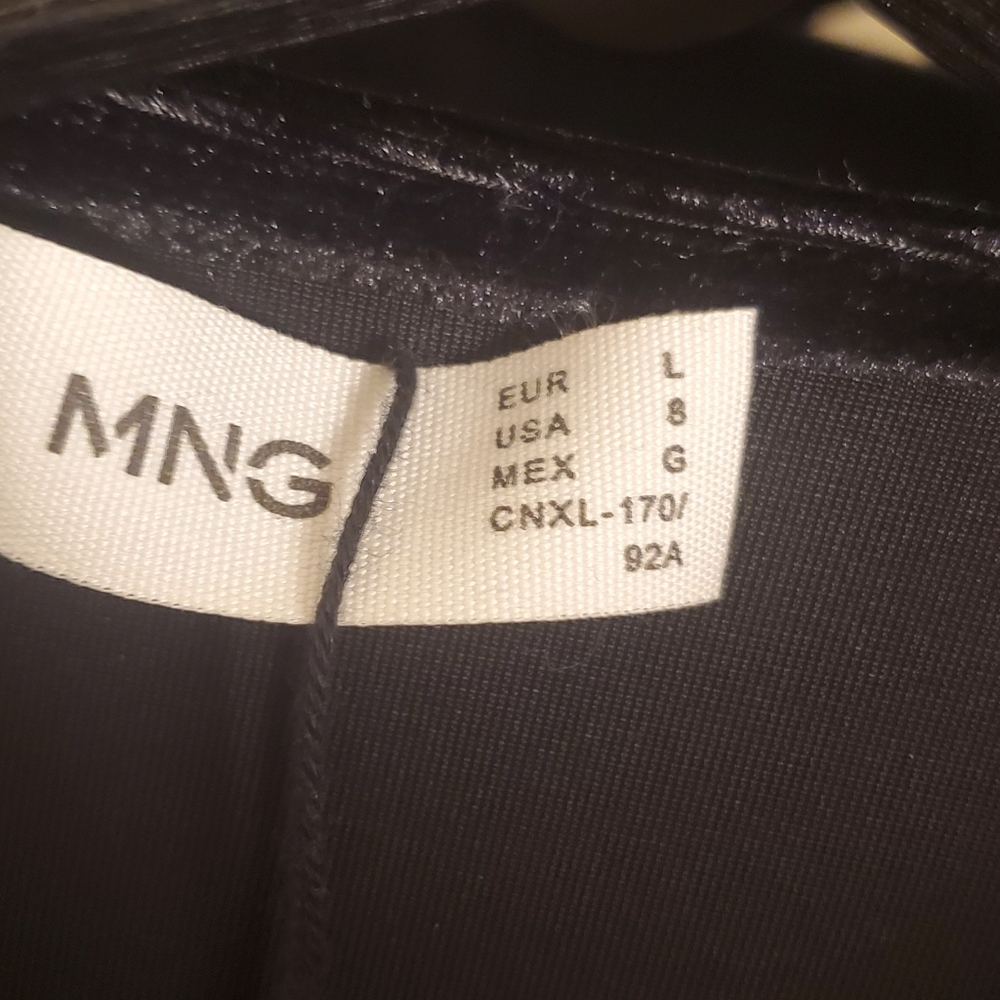 MNG
EUR L
USA 8
MEX G
CNXL-170/
92A